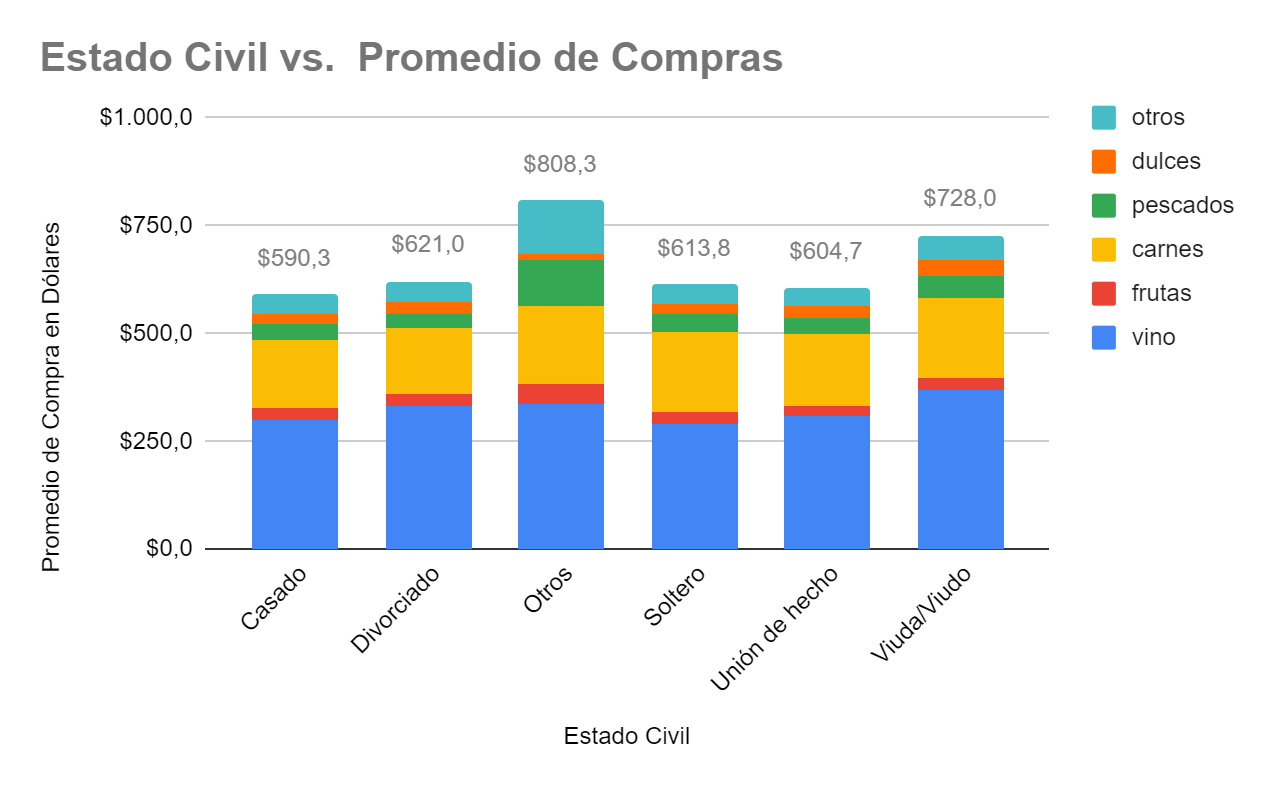 Estado Civil vs.  Promedio de Compras
$1.000,0
$750,0
$500,0
$250,0
$0,0
Promedio de Compra en Dólares
$590,3
$621,0
$808,3
$613,8
$604,7
$728,0
Casado
Divorciado
Otros
Soltero
Unión de hecho
Viuda/Viudo
Estado Civil
otros
dulces
pescados
carnes
frutas
vino